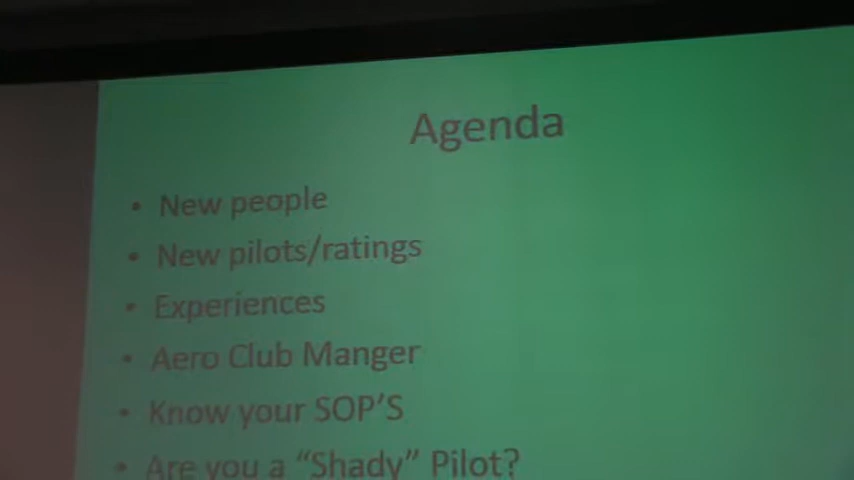 Agenda
• New people
• New pilots/ratings
• Experiences
• Aero Club Manger
• Know your SOP'S
• Are you a “Shady” Pilot?